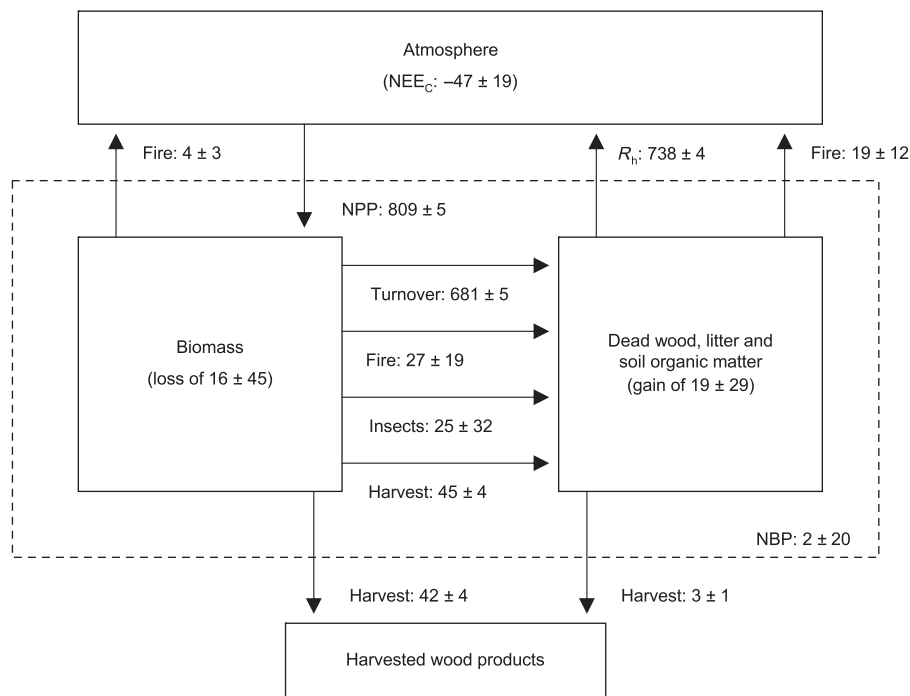 Atmosphere
(NEEC: –47 ± 19)
Fire: 4 ± 3
Rh: 738 ± 4
Fire: 19 ± 12
NPP: 809 ± 5
Turnover: 681 ± 5
Biomass
(loss of 16 ± 45)
Fire: 27 ± 19
Dead wood, litter and
soil organic matter
(gain of 19 ± 29)
Insects: 25 ± 32
Harvest: 45 ± 4
NBP: 2 ± 20
Harvest: 42 ± 4
Harvest: 3 ± 1
Harvested wood products